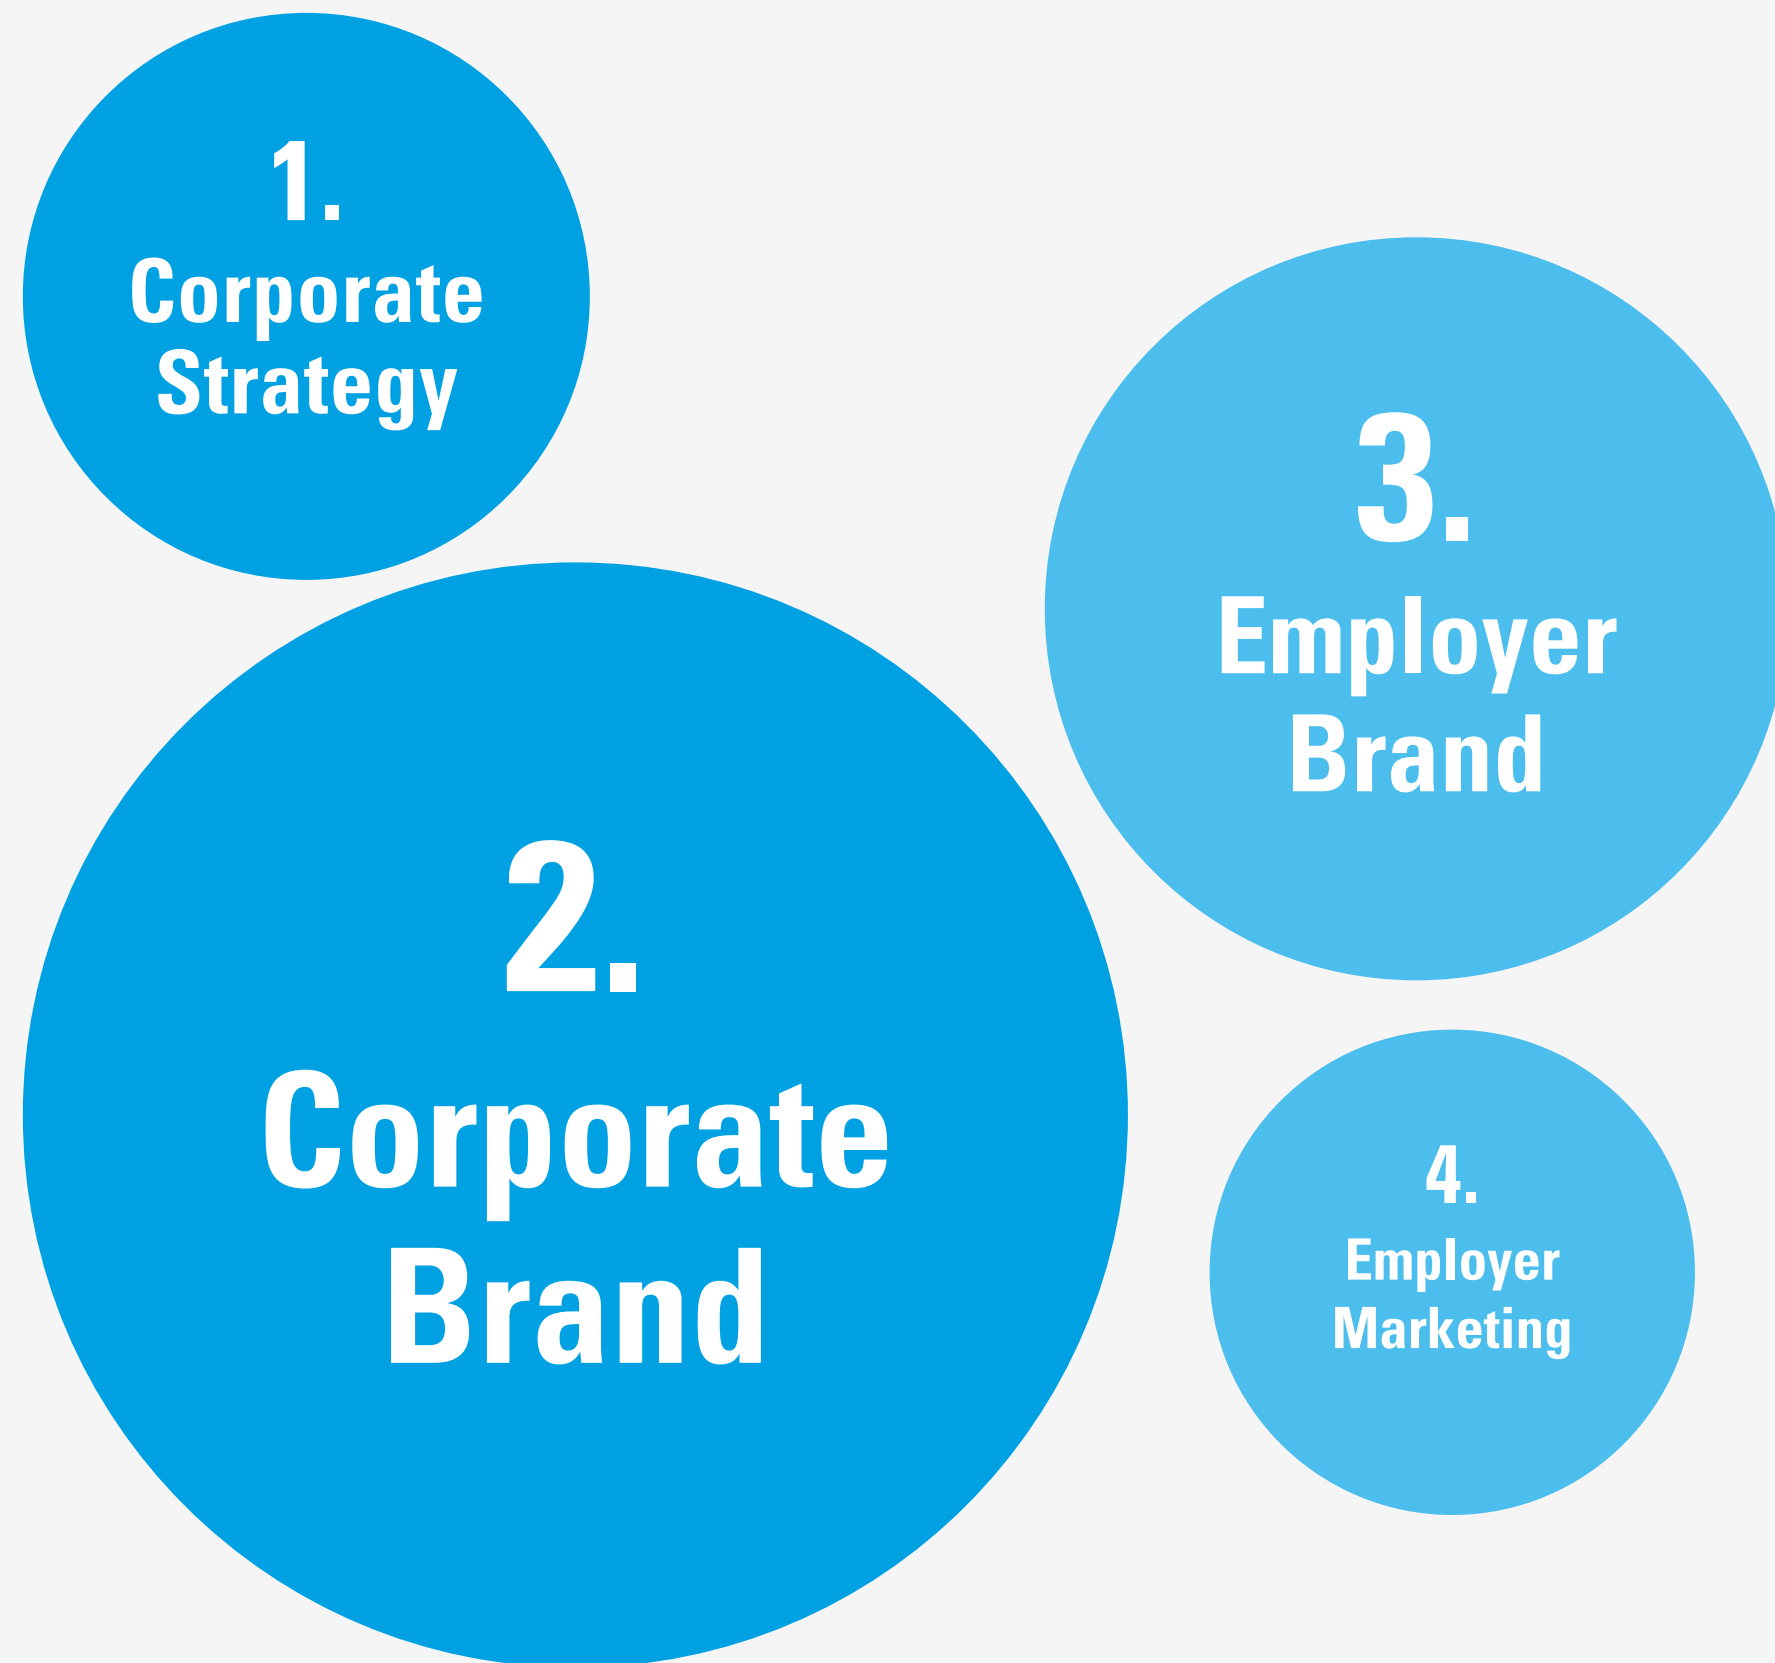 1.
Corporate
Strategy
2.
Corporate
Brand
3.
Employer
Brand
4.
Employer
Marketing